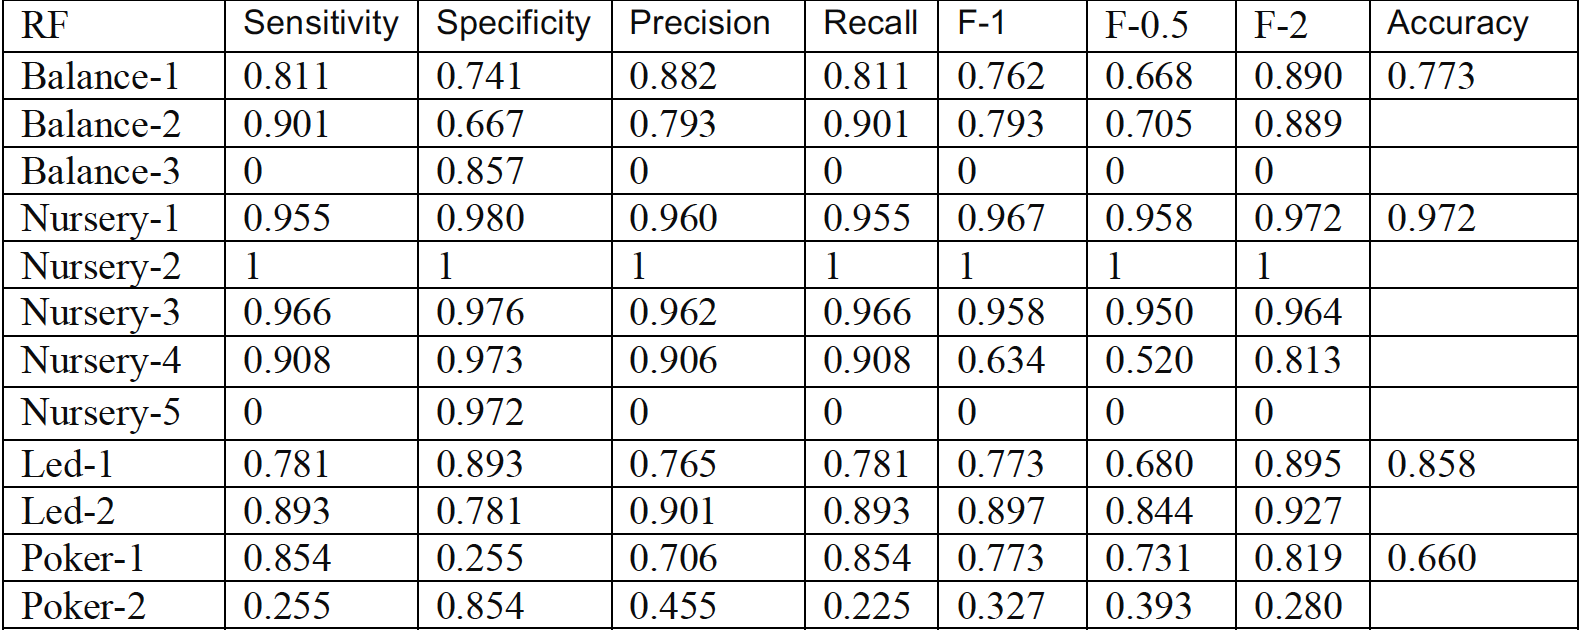 RF Sensitivity Specificity Precision Recall F-1 F-0.5 F-2 Accuracy
Balance-1 0.811 0.741 0.882 0.811 0.762 0.668 0.890 0.773
Balance-2 0.901 0.667 0.793 0.901 0.793 0.705 0.889
Balance-3 0 0.857 0 0 0 0 0
Nursery-1 0.955 0.980 0.960 0.955 0.967 0.958 0.972 0.972
Nursery-2 1 1 1 1 1 1 1
Nursery-3 0.966 0.976 0.962 0.966 0.958 0.950 0.964
Nursery-4 0.908 0.973 0.906 0.908 0.634 0.520 0.813
Nursery-5 0 0.972 0 0 0 0 0
Led-1 0.781 0.893 0.765 0.781 0.773 0.680 0.895 0.858
Led-2 0.893 0.781 0.901 0.893 0.897 0.844 0.927
Poker-1 0.854 0.255 0.706 0.854 0.773 0.731 0.819 0.660
Poker-2 0.255 0.854 0.455 0.225 0.327 0.393 0.280